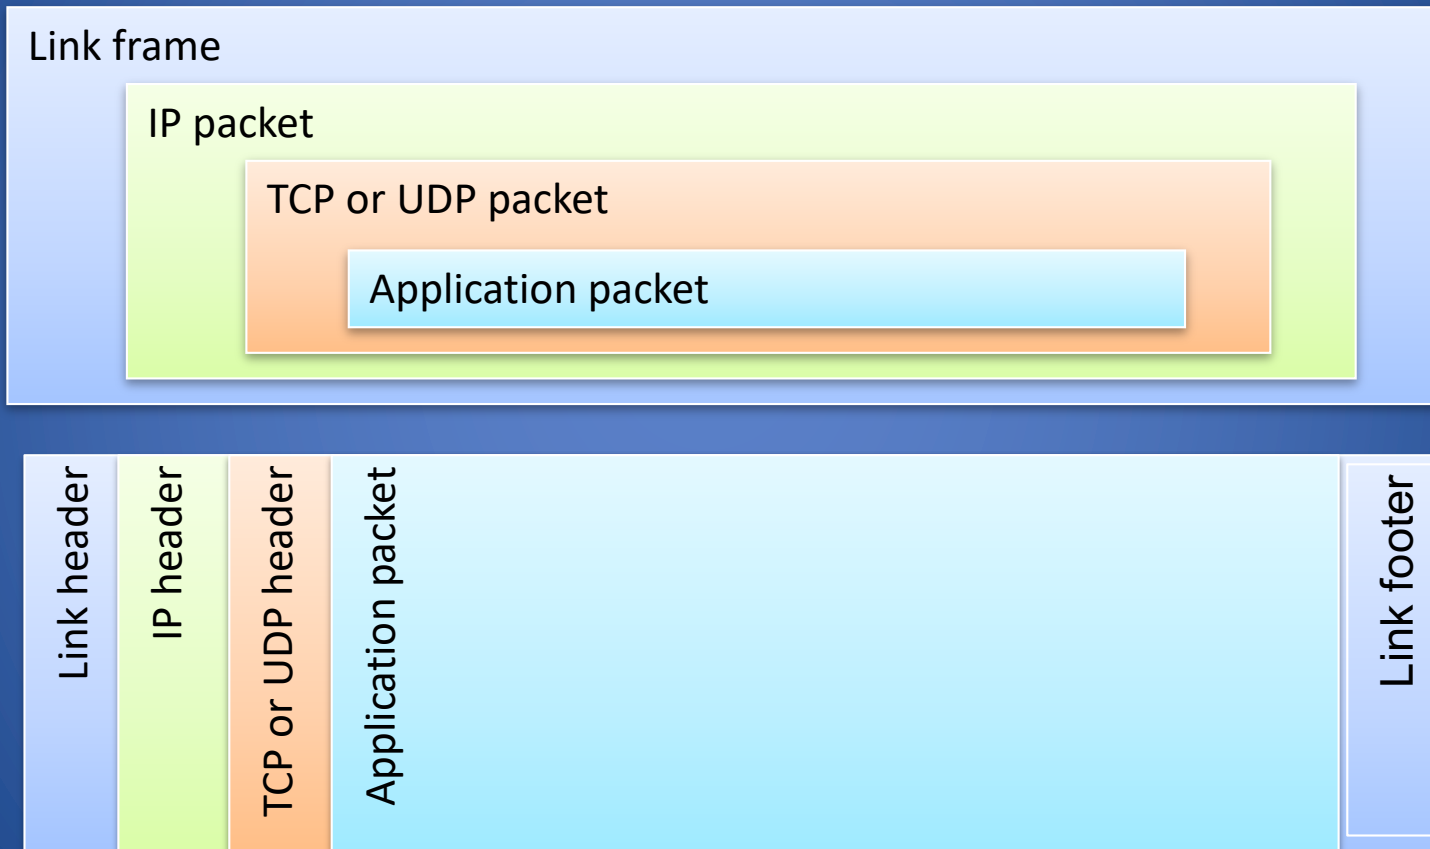 Link frame
IP packet
TCP or UDP packet
Application packet
Link header
IP header
TCP or UDP header
Application packet
Link footer